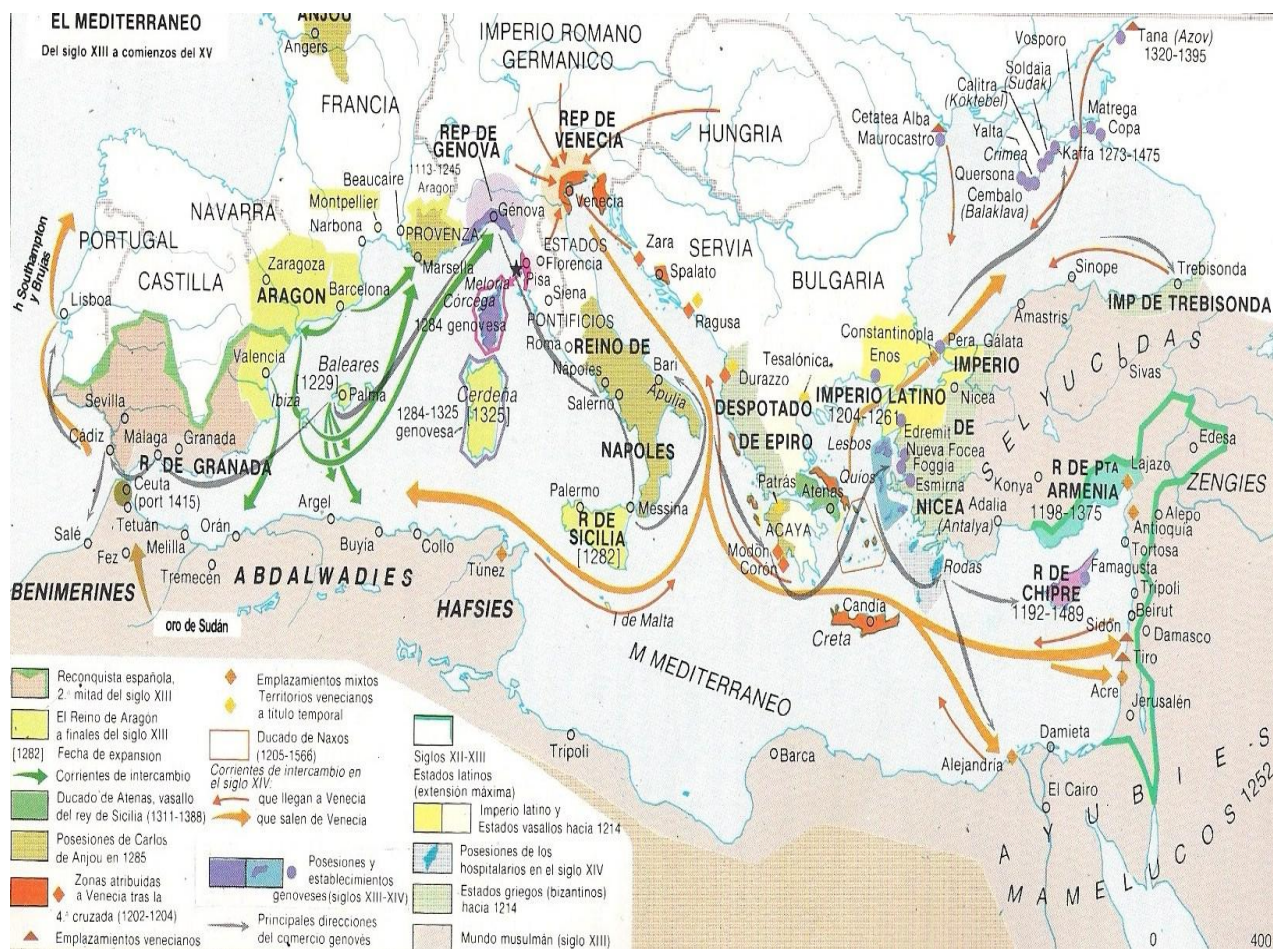 EL MEDITERRANEO
Del siglo XIII a comienzos del XV
ANJOU
Angers
FRANCIA
IMPERIO ROMANO
GERMANICO
REP DE
GENOVA
1113-1245
Aragon
REP DE
VENECIA
HUNGRIA
Venecia
Génova
Beaucaire
Montpellier
Narbona
PROVENZA
Marsella
NAVARRA
PORTUGAL
CASTILLA
Zaragoza
ARAGON
Barcelona
h Southampton
y Brujas
Lisboa
Valencia
Baleares
[1229]
Palma
Ibiza
Sevilla
Cádiz
Málaga
Granada
R DE GRANADA
Ceuta
(port 1415)
Tetuán
Salé
Fez
Melilla
Orán
Tremecén
Argel
Buyía
Collo
Túnez
BENIMERINES
ABDALWADIES
HAFSIES
oro de Sudán
Meloria
Pisa
Florencia
Siena
ESTADOS
PONTIFICIOS
Roma
Córcega
1284 genovesa
Cerdeña
[1325]
1284-1325
genovesa
REINO DE
NAPOLES
Nápoles
Salerno
Bari
Apulia
Palermo
Messina
R DE
SICILIA
[1282]
I de Malta
Zara
Spalato
Ragusa
SERVIA
BULGARIA
Durazzo
Tesalónica
DESPOTADO
DE EPIRO
Patrás
Atenas
ACAYA
Modón
Corón
Candia
Creta
Constantinopla
Pera, Gálata
Enos
IMPERIO LATINO
1204-1261
IMPERIO
DE
NICEA
Nicea
Lesbos
Edremit
Nueva Focea
Foggia
Esmirna
Quios
Adalia
(Antalya)
Rodas
Cetatea Alba
Maurocastro
Vosporo
Soldaïa
(Sudak)
Calitra
(Koktebel)
Yalta
Crimea
Quersona
Cembalo
(Balaklava)
Tana (Azov)
1320-1395
Matrega
Copa
Kaffa 1273-1475
Sinope
Amastris
Trebisonda
IMP DE TREBISONDA
SELYUCIDAS
Sivas
Konya
R DE PTA
ARMENIA
1198-1375
Lajazo
Edesa
ZENGIES
Alepo
Antioquía
Tortosa
Famagusta
R DE
CHIPRE
1192-1489
Trípoli
Beirut
Sidón
Damasco
Tiro
Acre
Jerusalén
Damieta
Alejandría
El Cairo
AYUBIES
MAMELUCOS 1252
M MEDITERRANEO
Tripoli
Barca
0
400
Reconquista española,
2.ª mitad del siglo XIII
El Reino de Aragón
a finales del siglo XIII
[1282] Fecha de expansión
Corrientes de intercambio
Ducado de Atenas, vasallo
del rey de Sicilia (1311-1388)
Posesiones de Carlos
de Anjou en 1285
Zonas atribuidas
a Venecia tras la
4.ª cruzada (1202-1204)
Emplazamientos venecianos
Emplazamientos mixtos
Territorios venecianos
a título temporal
Ducado de Naxos
(1205-1566)
Corrientes de intercambio en
el siglo XIV:
que llegan a Venecia
que salen de Venecia
Posesiones y
establecimientos
genoveses (siglos XIII-XIV)
Principales direcciones
del comercio genovés
Siglos XII-XIII
Estados latinos
(extensión máxima)
Imperio latino y
Estados vasallos hacia 1214
Posesiones de los
hospitalarios en el siglo XIV
Estados griegos (bizantinos)
hacia 1214
Mundo musulmán (siglo XIII)